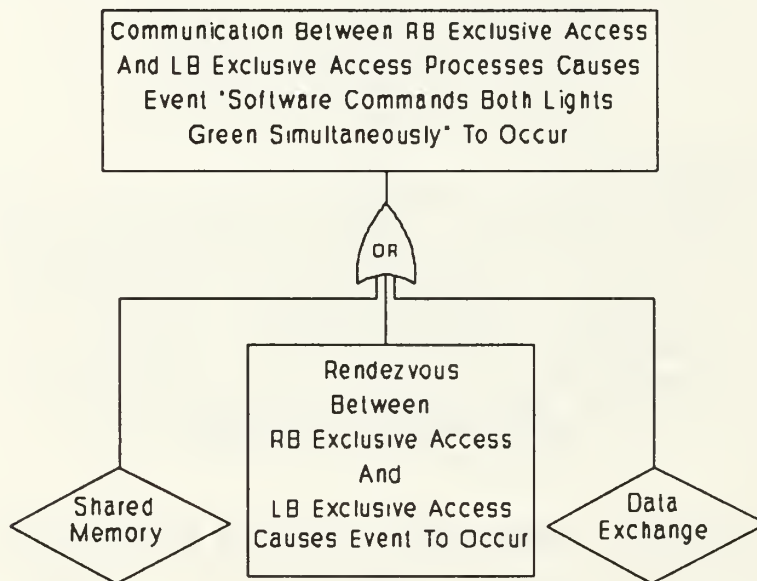 Communication Between RB Exclusive Access
And LB Exclusive Access Processes Causes
Event "Software Commands Both Lights
Green Simultaneously" To Occur
OR
Rendezvous
Between
RB Exclusive Access
And
LB Exclusive Access
Causes Event To Occur
Shared
Memory
Data
Exchange